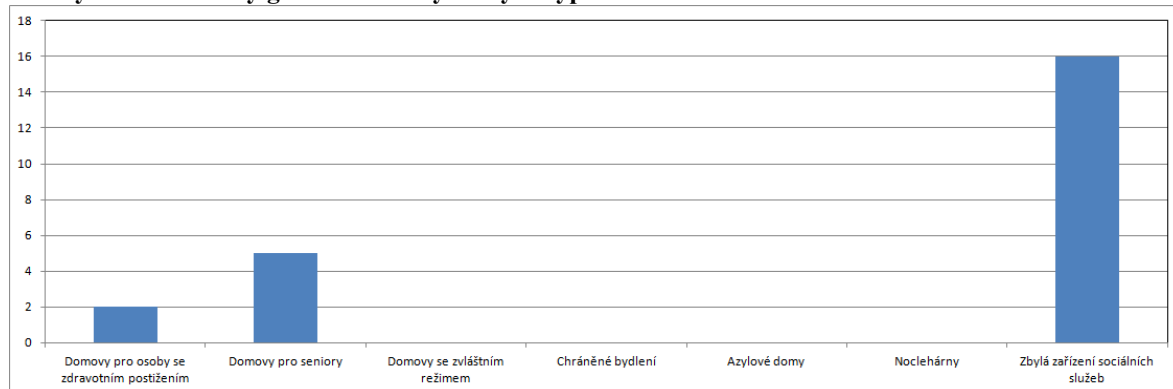 18
16
14
12
10
8
6
4
2
0
Domovy pro osoby se
zdravotním postižením
Domovy pro seniory
Domovy se zvláštním
režimem
Chráněné bydlení
Azylové domy
Noclehárny
Zbylá zařízení sociálních
služeb